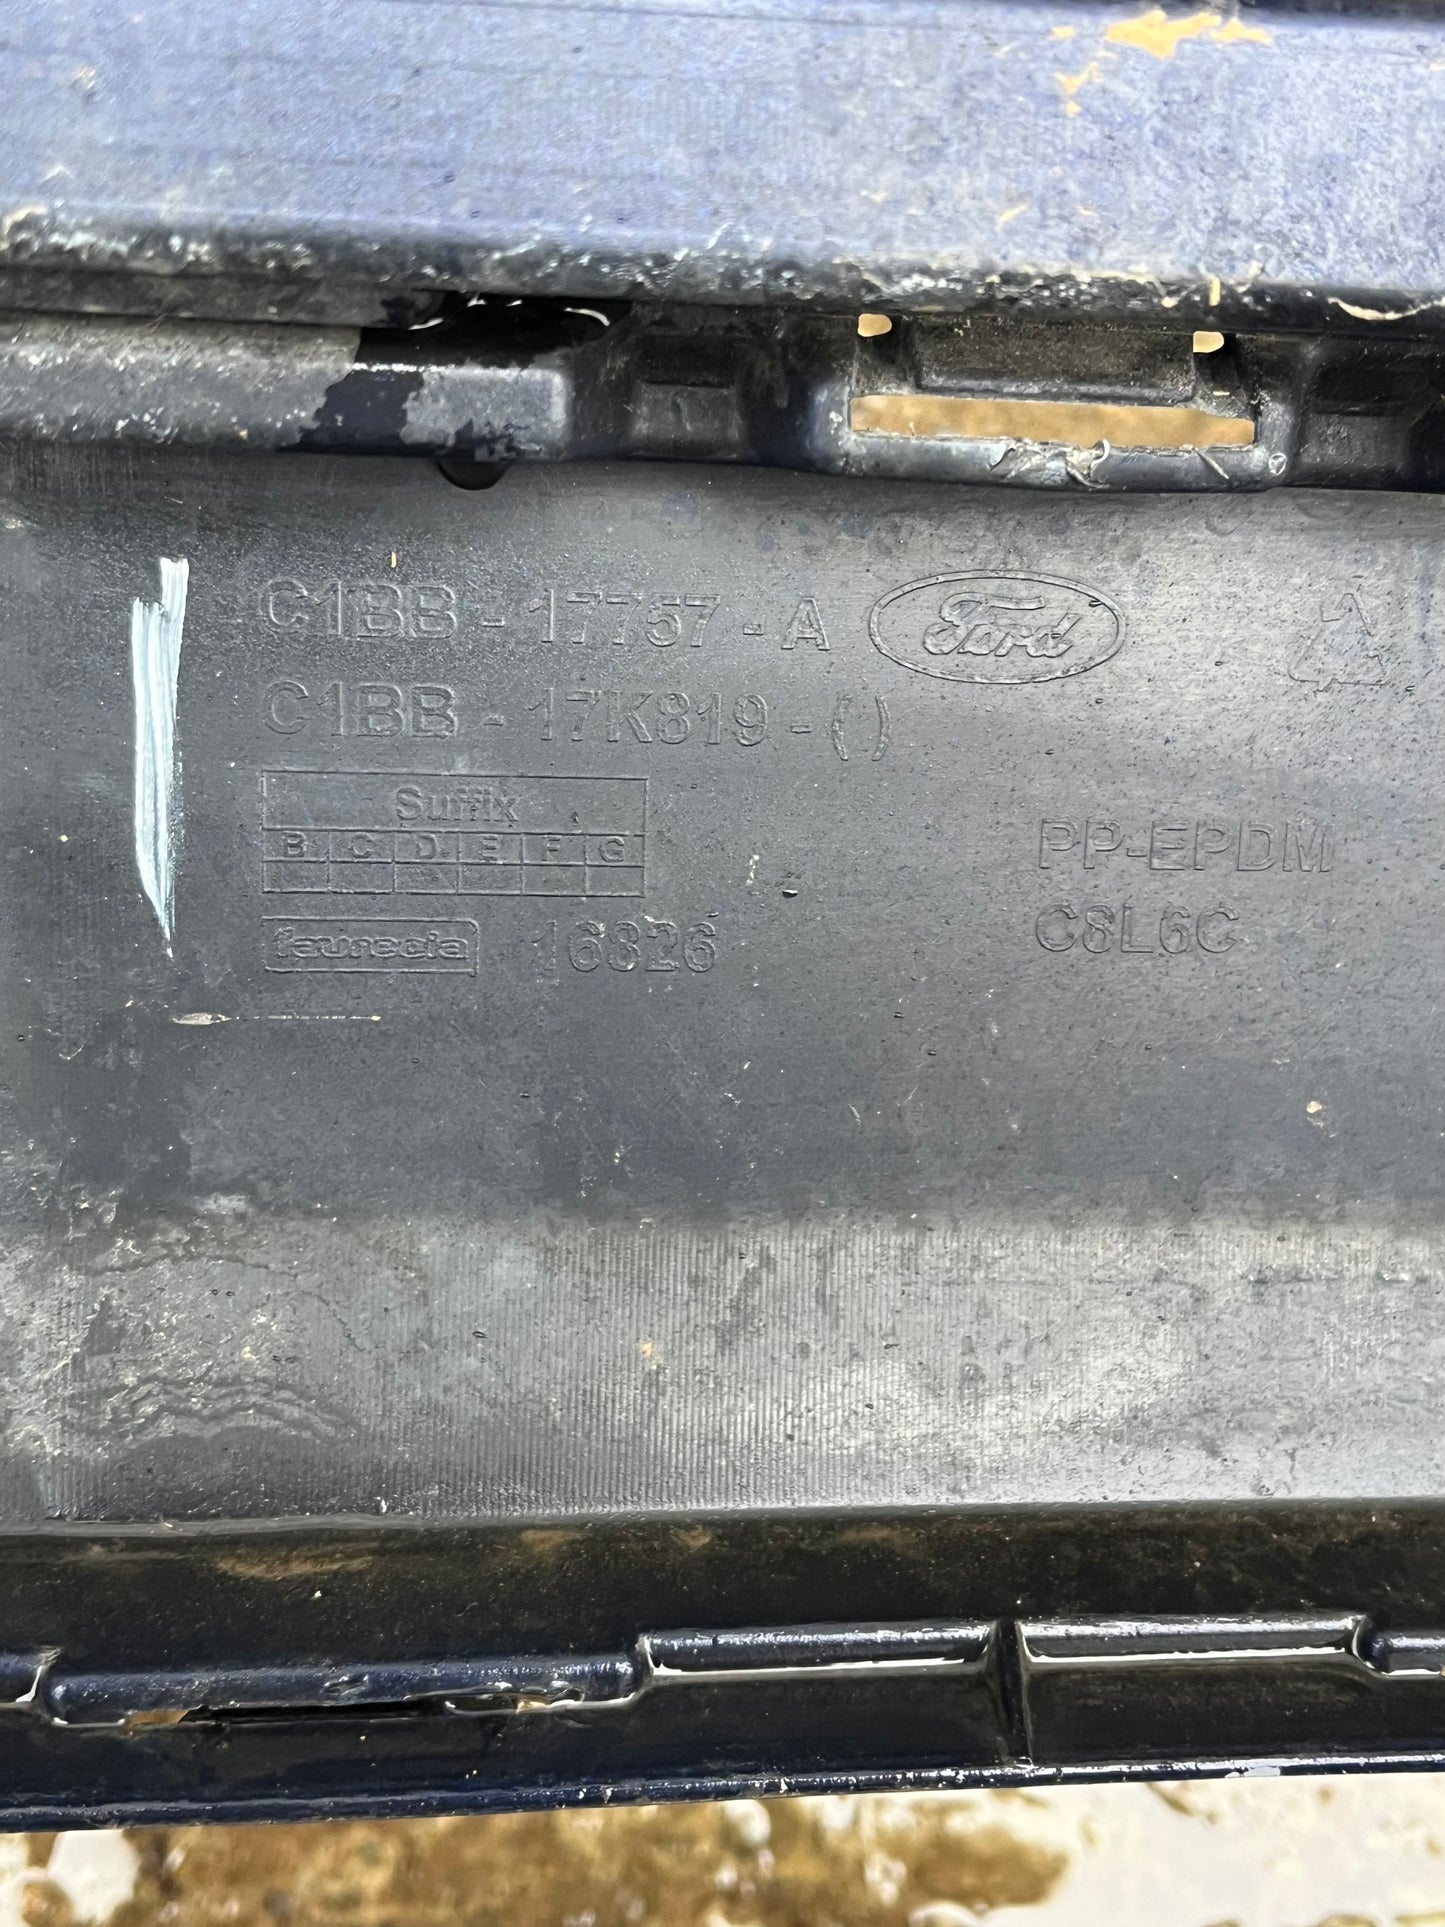 C1BB - 17757 - A Ford
C1BB - 17K819 - ( )
Suffix
B C D E F G
PP-EPDM
faurecia 16826
C8L6C